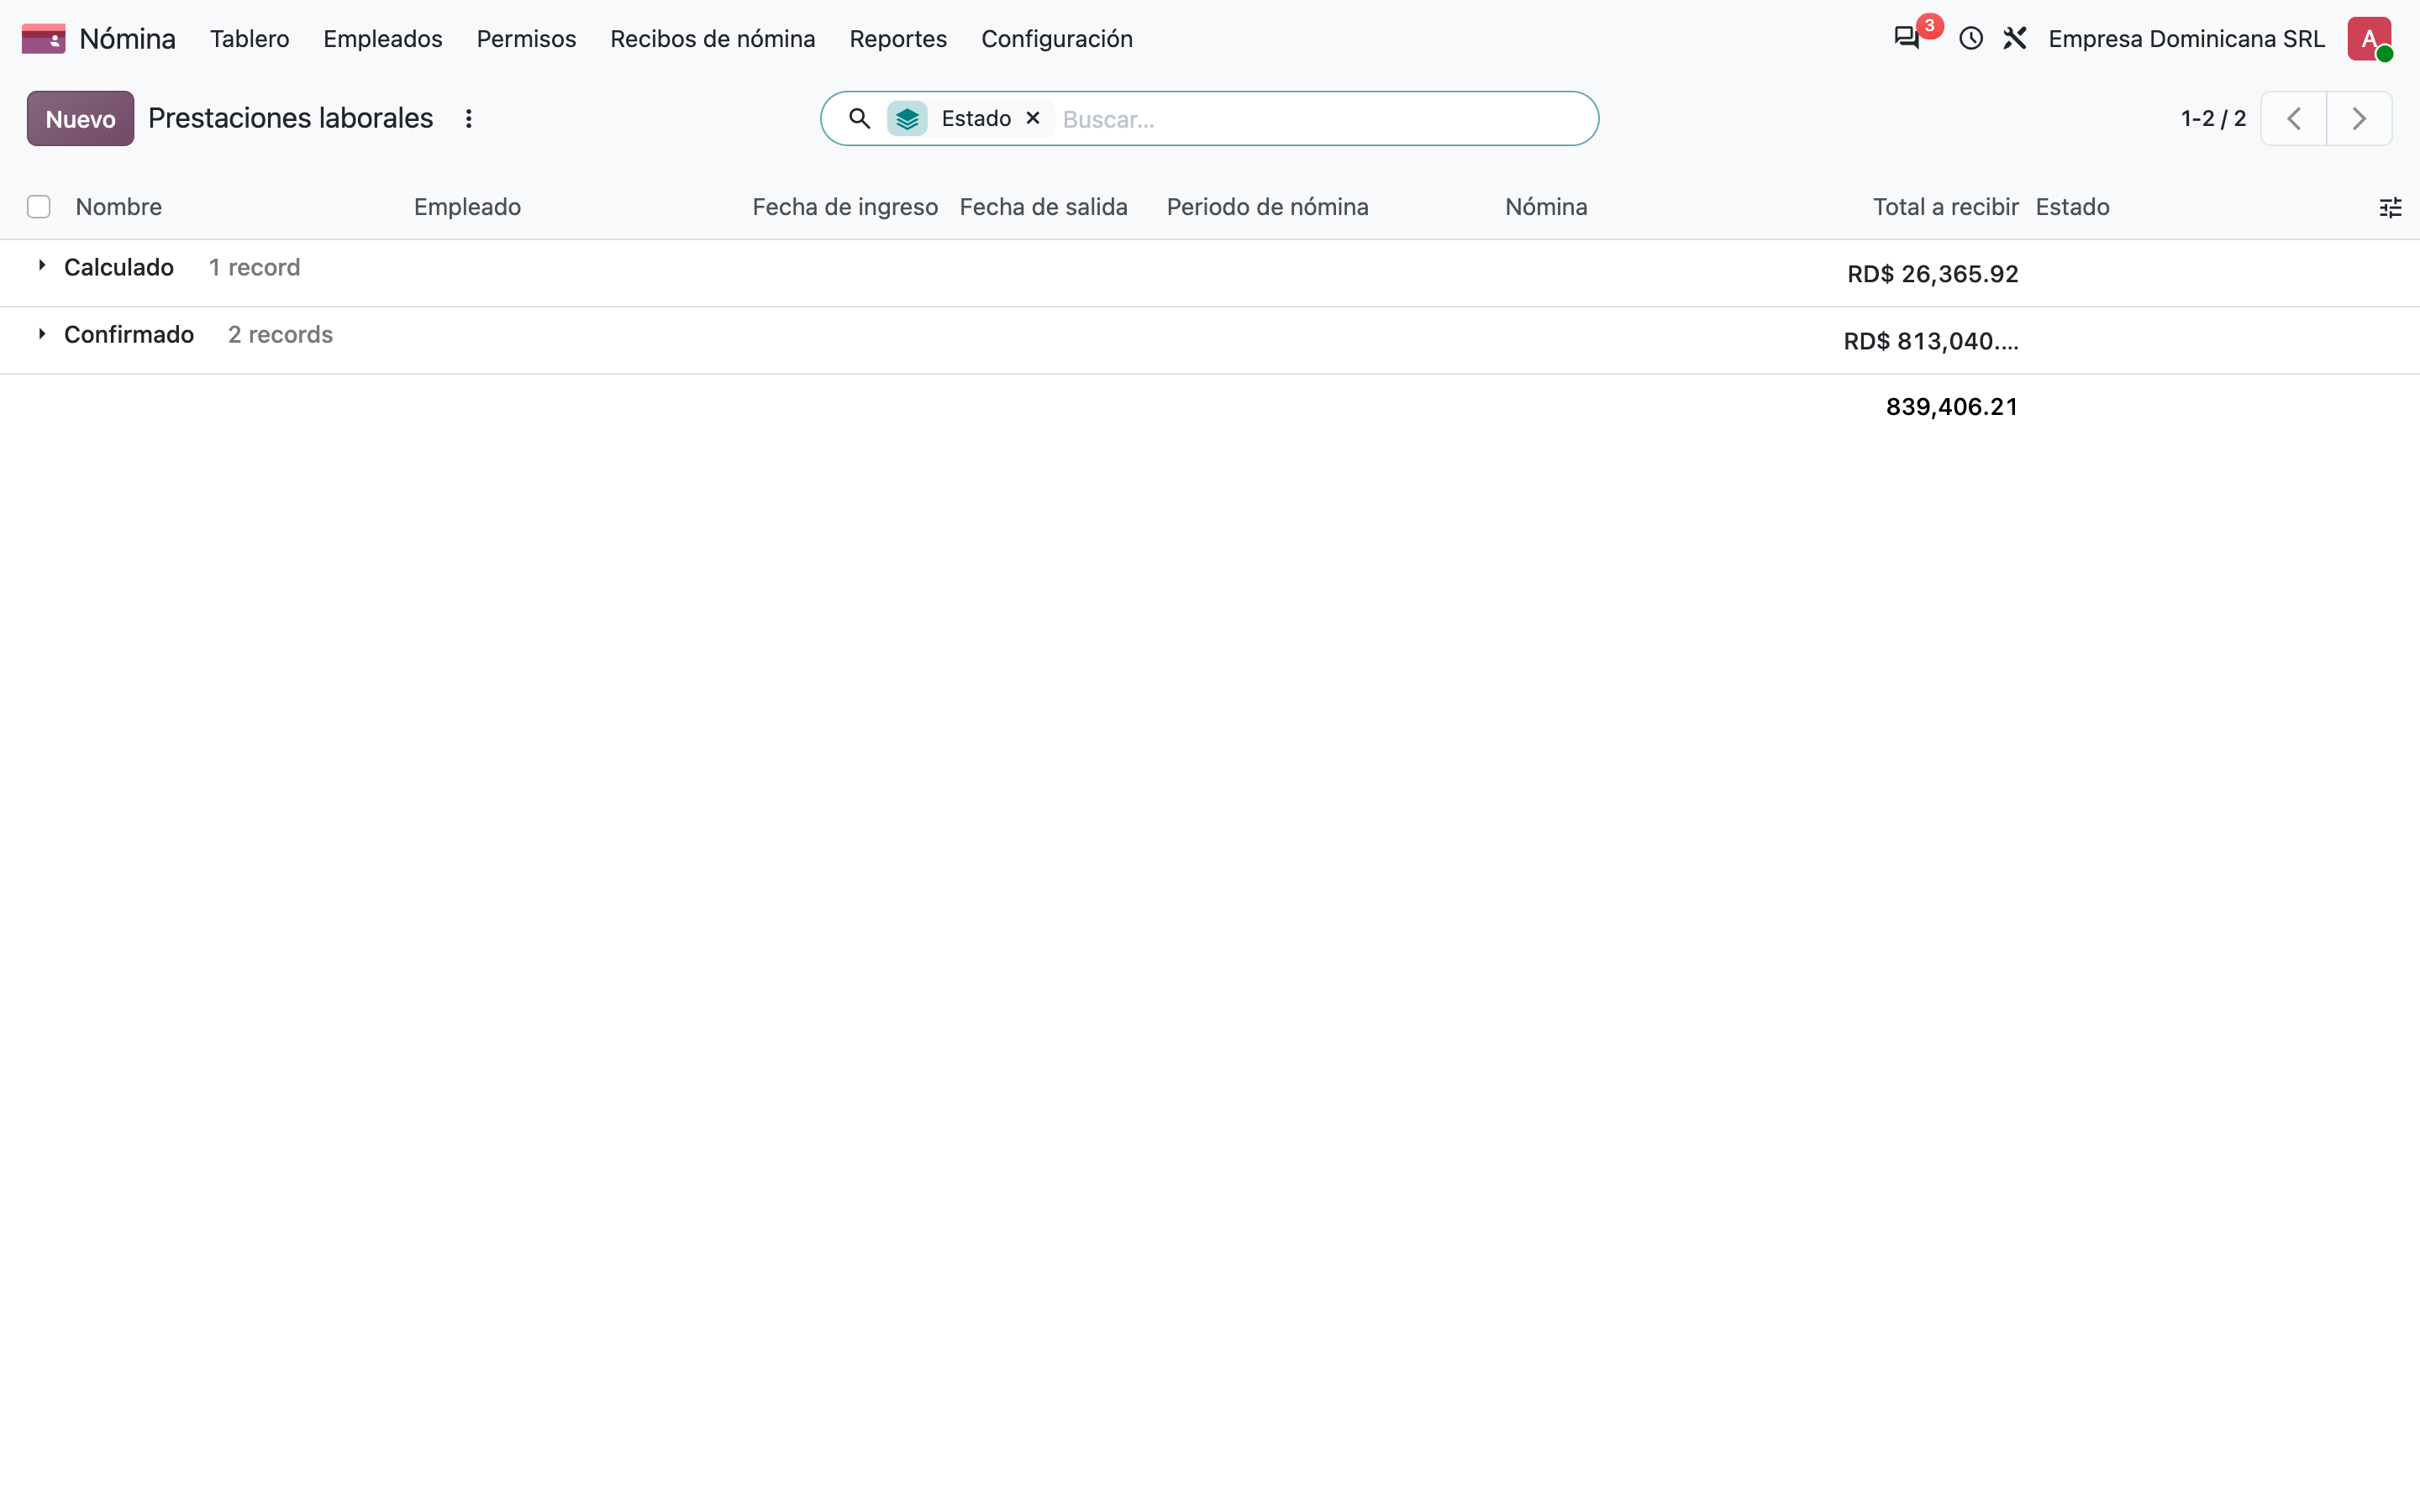 Nómina Tablero Empleados Permisos Recibos de nómina Reportes Configuración 3 Empresa Dominicana SRL A
Nuevo Prestaciones laborales Estado Buscar... 1-2 / 2
Nombre Empleado Fecha de ingreso Fecha de salida Periodo de nómina Nómina Total a recibir Estado
Calculado 1 record RD$ 26,365.92
Confirmado 2 records RD$ 813,040....
839,406.21